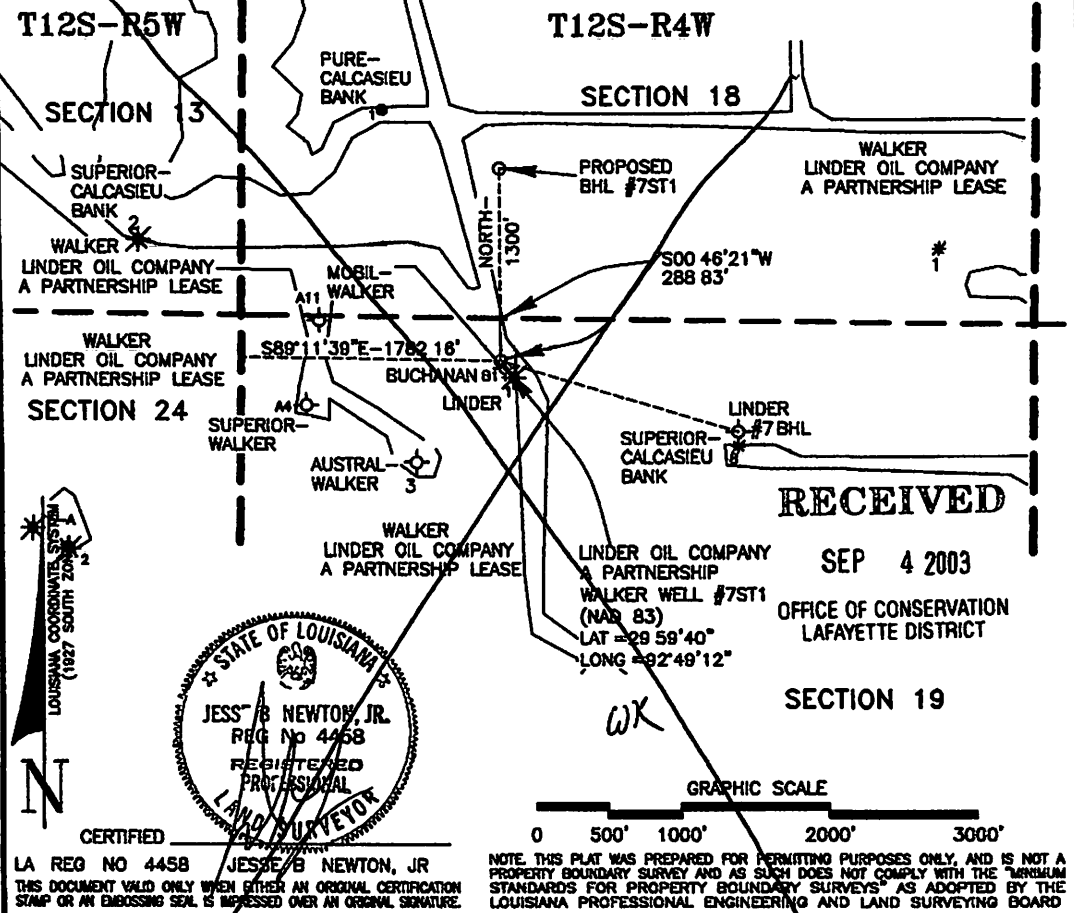 T12S-R5W
T12S-R4W
PURE-
CALCASIEU
BANK
1
SECTION 13
SECTION 18
SUPERIOR-
CALCASIEU
BANK
2
PROPOSED
BHL #7ST1
WALKER
LINDER OIL COMPANY
A PARTNERSHIP LEASE
WALKER
LINDER OIL COMPANY
A PARTNERSHIP LEASE
NORTH-
1300'
S00 46'21"W
288 83'
1
MOBIL-
WALKER
A11
WALKER
LINDER OIL COMPANY
A PARTNERSHIP LEASE
S89°11'39"E-1782 16'
BUCHANAN B1
1
LINDER
SECTION 24
A4
SUPERIOR-
WALKER
AUSTRAL-
WALKER
3
LINDER
#7 BHL
SUPERIOR-
CALCASIEU
BANK
RECEIVED
SEP 4 2003
OFFICE OF CONSERVATION
LAFAYETTE DISTRICT
WALKER
LINDER OIL COMPANY
A PARTNERSHIP LEASE
A
2
LINDER OIL COMPANY
A PARTNERSHIP
WALKER WELL #7ST1
(NAD 83)
LAT =29 59'40"
LONG =92°49'12"
LOUISIANA COORDINATE SYSTEM
(1927 SOUTH ZONE)
N
SECTION 19
WK
STATE OF LOUISIANA
JESS B NEWTON, JR.
REG No 4458
REGISTERED
PROFESSIONAL
LAND SURVEYOR
GRAPHIC SCALE
0 500' 1000' 2000' 3000'
CERTIFIED
LA REG NO 4458 JESSE B NEWTON, JR
THIS DOCUMENT VALID ONLY WHEN EITHER AN ORIGINAL CERTIFICATION
STAMP OR AN EMBOSSING SEAL IS IMPRESSED OVER AN ORIGINAL SIGNATURE.
NOTE. THIS PLAT WAS PREPARED FOR PERMITTING PURPOSES ONLY, AND IS NOT A
PROPERTY BOUNDARY SURVEY AND AS SUCH DOES NOT COMPLY WITH THE "MINIMUM
STANDARDS FOR PROPERTY BOUNDARY SURVEYS" AS ADOPTED BY THE
LOUISIANA PROFESSIONAL ENGINEERING AND LAND SURVEYING BOARD